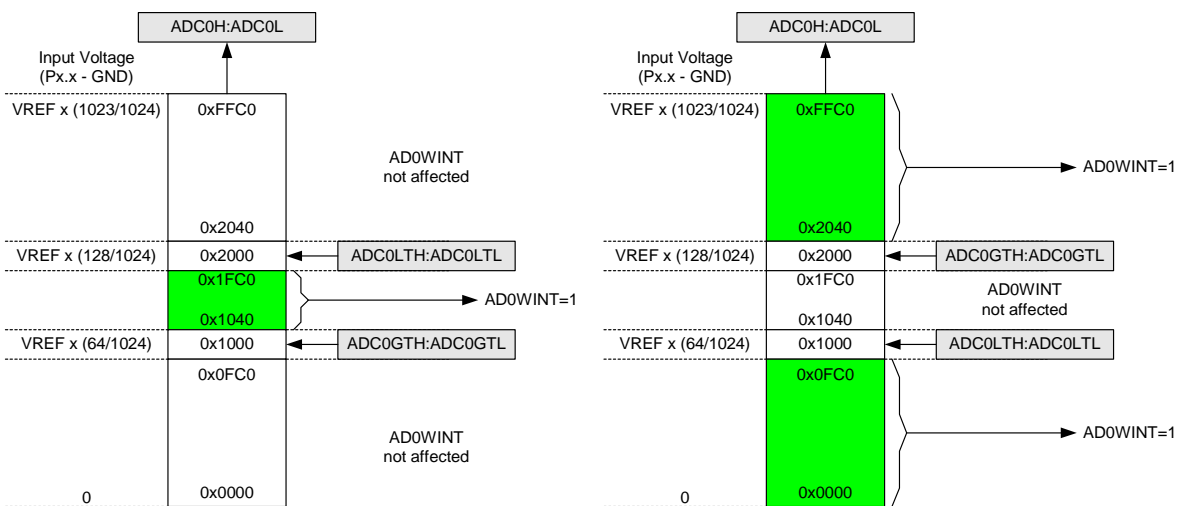 ADC0H:ADC0L
Input Voltage
(Px.x - GND)
VREF x (1023/1024)
0xFFC0
AD0WINT
not affected
0x2040
VREF x (128/1024)
0x2000
ADC0LTH:ADC0LTL
0x1FC0
AD0WINT=1
0x1040
VREF x (64/1024)
0x1000
ADC0GTH:ADC0GTL
0x0FC0
AD0WINT
not affected
0
0x0000
ADC0H:ADC0L
Input Voltage
(Px.x - GND)
VREF x (1023/1024)
0xFFC0
AD0WINT=1
0x2040
VREF x (128/1024)
0x2000
ADC0GTH:ADC0GTL
0x1FC0
AD0WINT
not affected
0x1040
VREF x (64/1024)
0x1000
ADC0LTH:ADC0LTL
0x0FC0
AD0WINT=1
0
0x0000